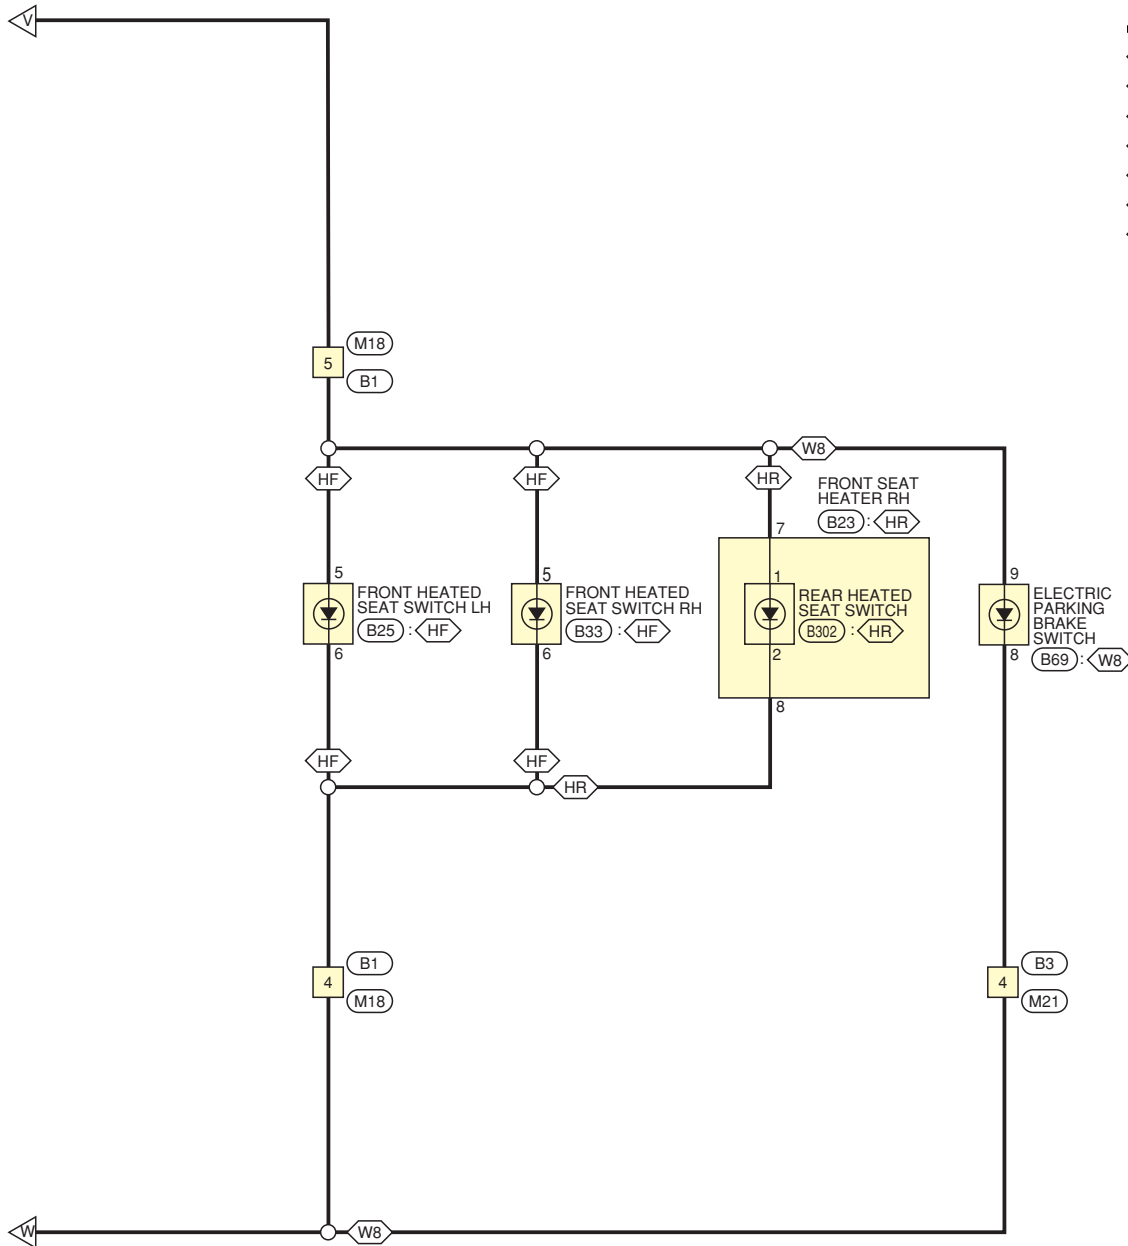 V
M18
5
B1
W8
HF
HF
HR
FRONT SEAT
HEATER RH
B23 : HR
7
5
FRONT HEATED
SEAT SWITCH LH
B25 : HF
6
5
FRONT HEATED
SEAT SWITCH RH
B33 : HF
6
1
REAR HEATED
SEAT SWITCH
B302 : HR
2
8
9
ELECTRIC
PARKING
BRAKE
SWITCH
8
B69 : W8
HF
HF
HR
B1
4
M18
B3
4
M21
W
W8